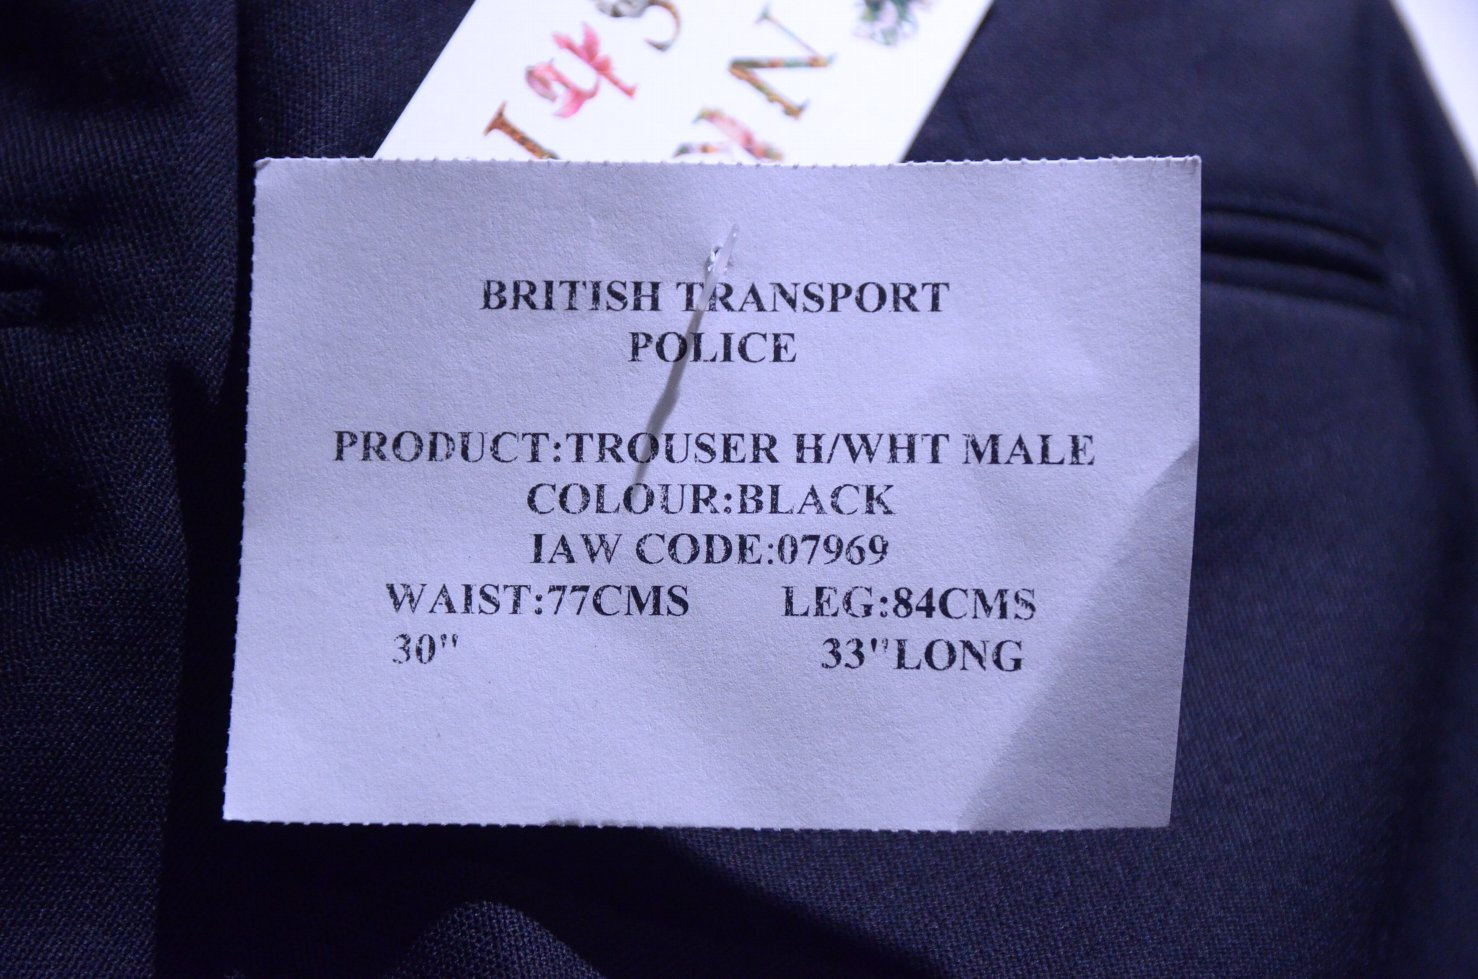 BRITISH TRANSPORT
POLICE
PRODUCT:TROUSER H/WHT MALE
COLOUR:BLACK
IAW CODE:07969
WAIST:77CMS LEG:84CMS
30" 33"LONG